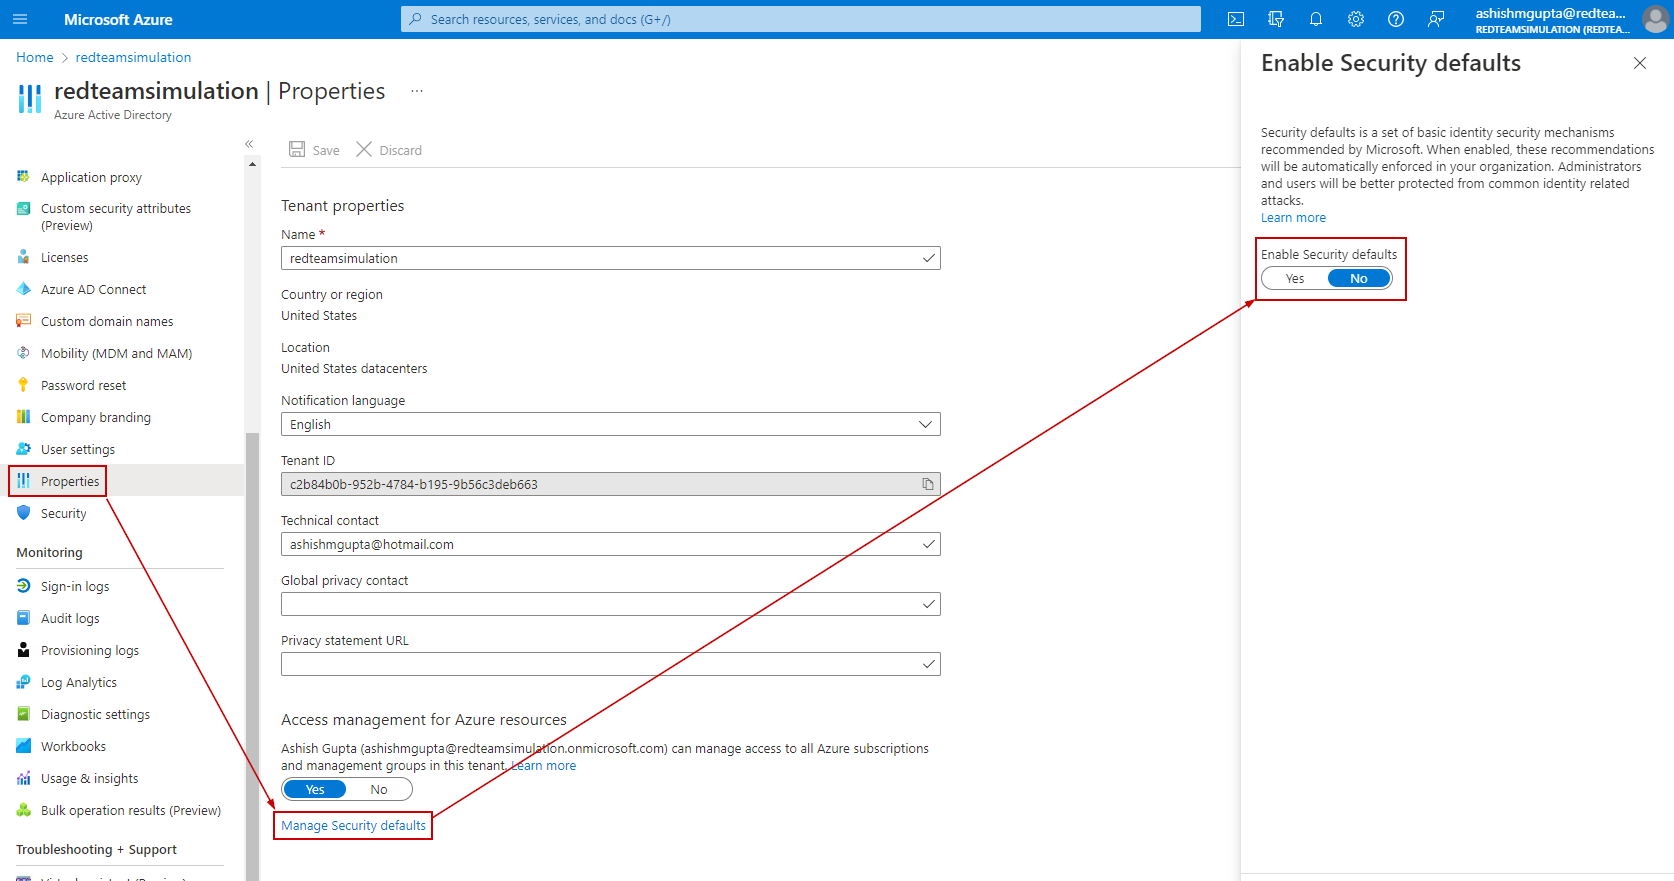 Microsoft Azure
Search resources, services, and docs (G+/)
ashishmgupta@redtea...
REDTEAMSIMULATION (REDTEA...
Home > redteamsimulation
redteamsimulation | Properties ...
Azure Active Directory
«
Application proxy
Custom security attributes
(Preview)
Licenses
Azure AD Connect
Custom domain names
Mobility (MDM and MAM)
Password reset
Company branding
User settings
Properties
Security
Monitoring
Sign-in logs
Audit logs
Provisioning logs
Log Analytics
Diagnostic settings
Workbooks
Usage & insights
Bulk operation results (Preview)
Troubleshooting + Support
Save
Discard
Tenant properties
Name *
redteamsimulation
Country or region
United States
Location
United States datacenters
Notification language
English
Tenant ID
c2b84b0b-952b-4784-b195-9b56c3deb663
Technical contact
ashishmgupta@hotmail.com
Global privacy contact
Privacy statement URL
Access management for Azure resources
Ashish Gupta (ashishmgupta@redteamsimulation.onmicrosoft.com) can manage access to all Azure subscriptions
and management groups in this tenant. Learn more
Yes No
Manage Security defaults
Enable Security defaults
Security defaults is a set of basic identity security mechanisms
recommended by Microsoft. When enabled, these recommendations
will be automatically enforced in your organization. Administrators
and users will be better protected from common identity related
attacks.
Learn more
Enable Security defaults
Yes No